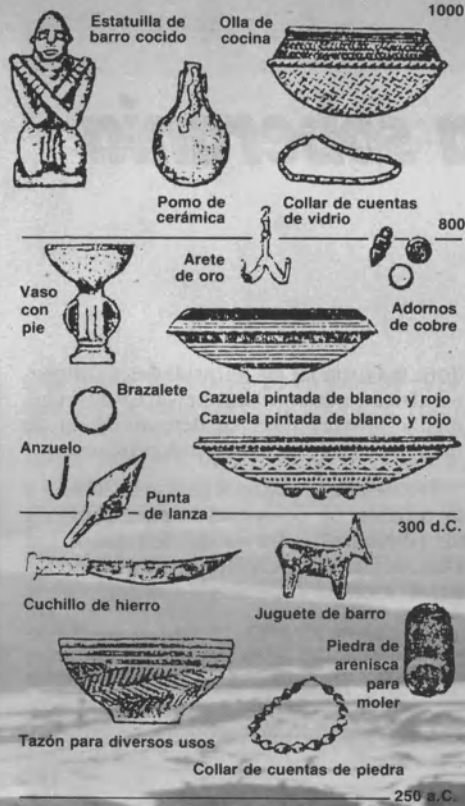 1000
Estatuilla de
barro cocido
Olla de
cocina
Pomo de
cerámica
Collar de cuentas
de vidrio
800
Vaso
con
pie
Arete
de oro
Adornos
de cobre
Brazalete
Cazuela pintada de blanco y rojo
Cazuela pintada de blanco y rojo
Anzuelo
Punta
de lanza
300 d.C.
Cuchillo de hierro
Juguete de barro
Piedra de
arenisca
para
moler
Tazón para diversos usos
Collar de cuentas de piedra
250 a.C.